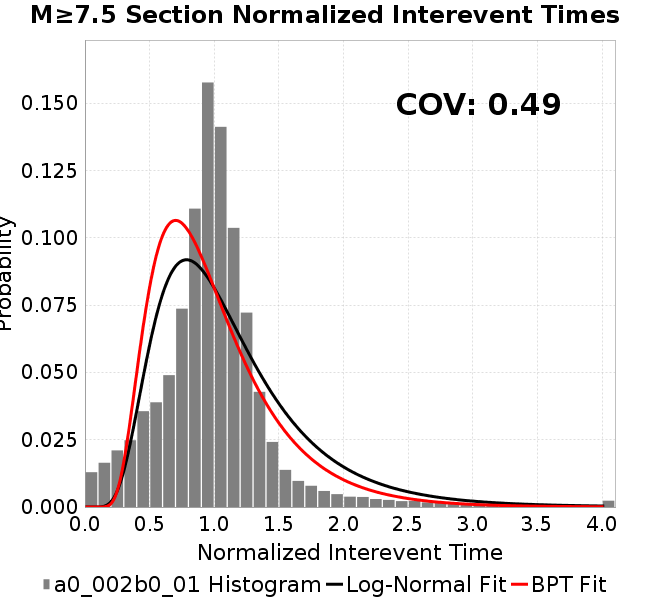 M≥7.5 Section Normalized Interevent Times
COV: 0.49
Probability
0.150
0.125
0.100
0.075
0.050
0.025
0.000
0.0 0.5 1.0 1.5 2.0 2.5 3.0 3.5 4.0
Normalized Interevent Time
a0_002b0_01 Histogram Log-Normal Fit BPT Fit